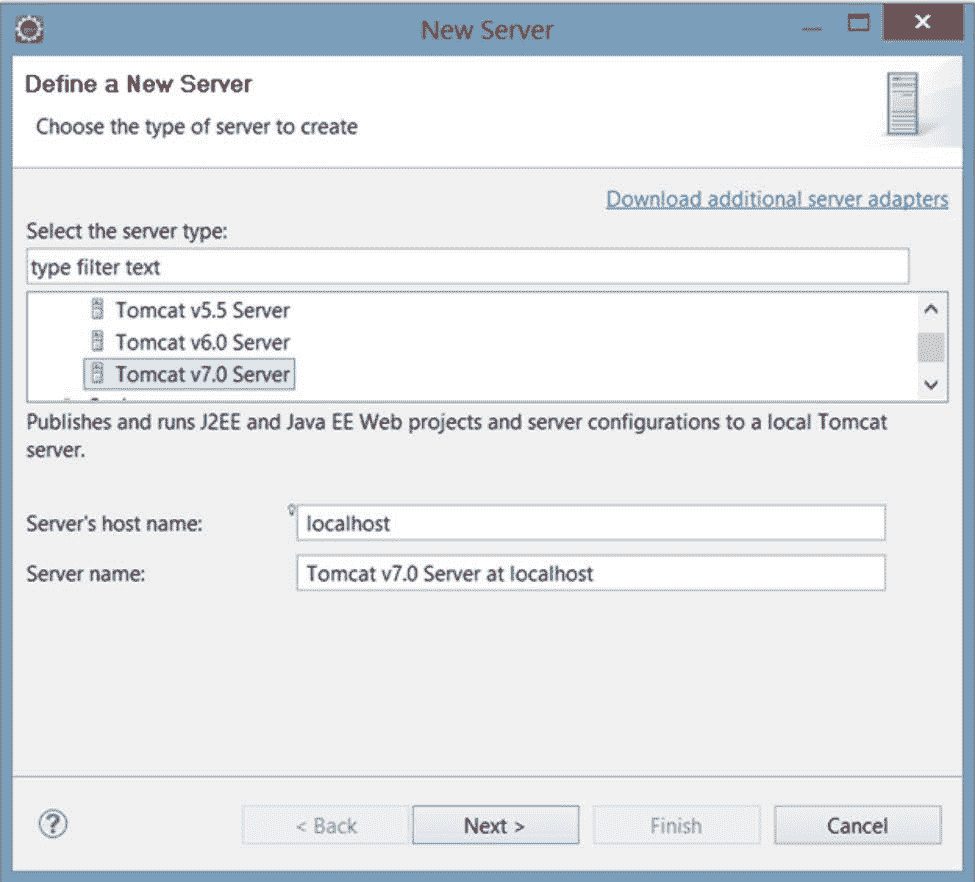 New Server
Define a New Server
Choose the type of server to create
Download additional server adapters
Select the server type:
type filter text
Tomcat v5.5 Server
Tomcat v6.0 Server
Tomcat v7.0 Server
Publishes and runs J2EE and Java EE Web projects and server configurations to a local Tomcat
server.
Server's host name: localhost
Server name: Tomcat v7.0 Server at localhost
? < Back Next > Finish Cancel